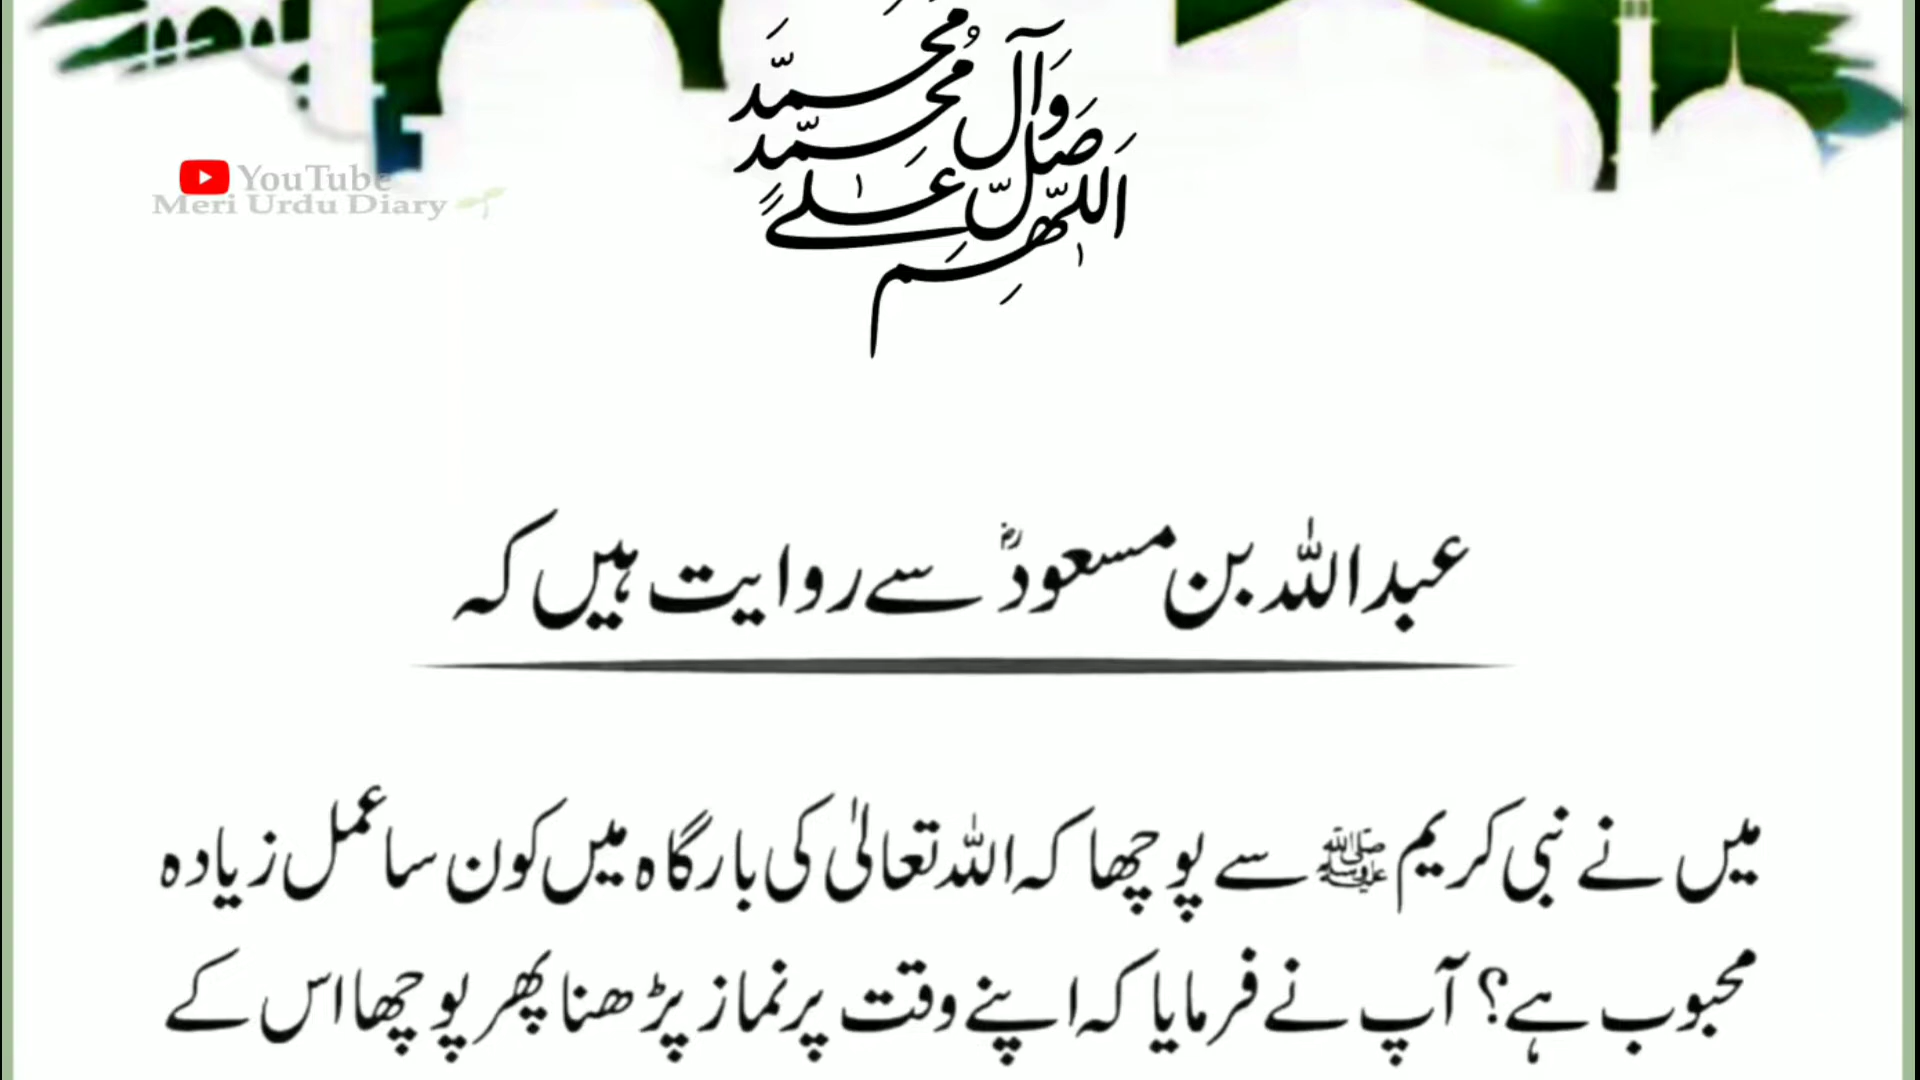 اللهم صل على محمد وآل محمد
YouTube
Meri Urdu Diary
عبداللہ بن مسعودؓ سے روایت ہیں کہ
میں نے نبی کریم ﷺ سے پوچھا کہ اللہ تعالیٰ کی بارگاہ میں کون سا عمل زیادہ
محبوب ہے؟ آپ نے فرمایا کہ اپنے وقت پر نماز پڑھنا پھر پوچھا اس کے